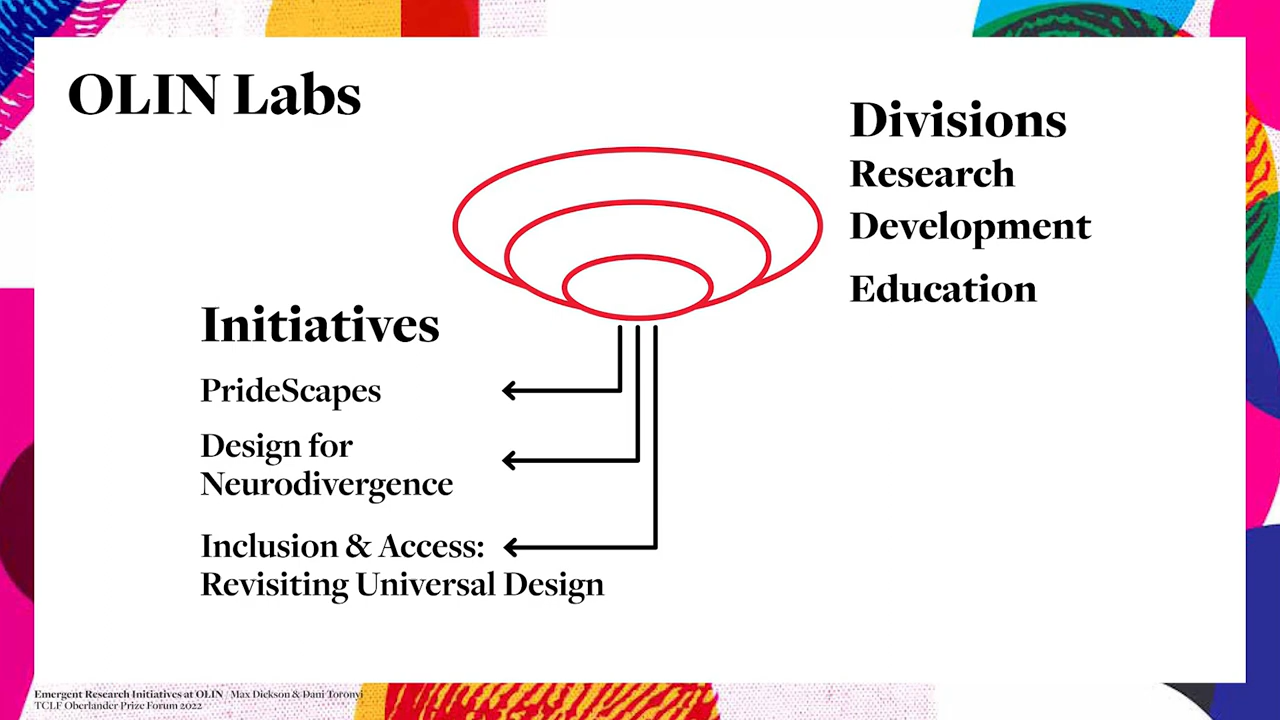 OLIN Labs
Divisions
Research
Development
Education
Initiatives
PrideScapes
Design for
Neurodivergence
Inclusion & Access:
Revisiting Universal Design
Emergent Research Initiatives at OLIN / Max Dickson & Dani Toronyi
TCLF Oberlander Prize Forum 2022